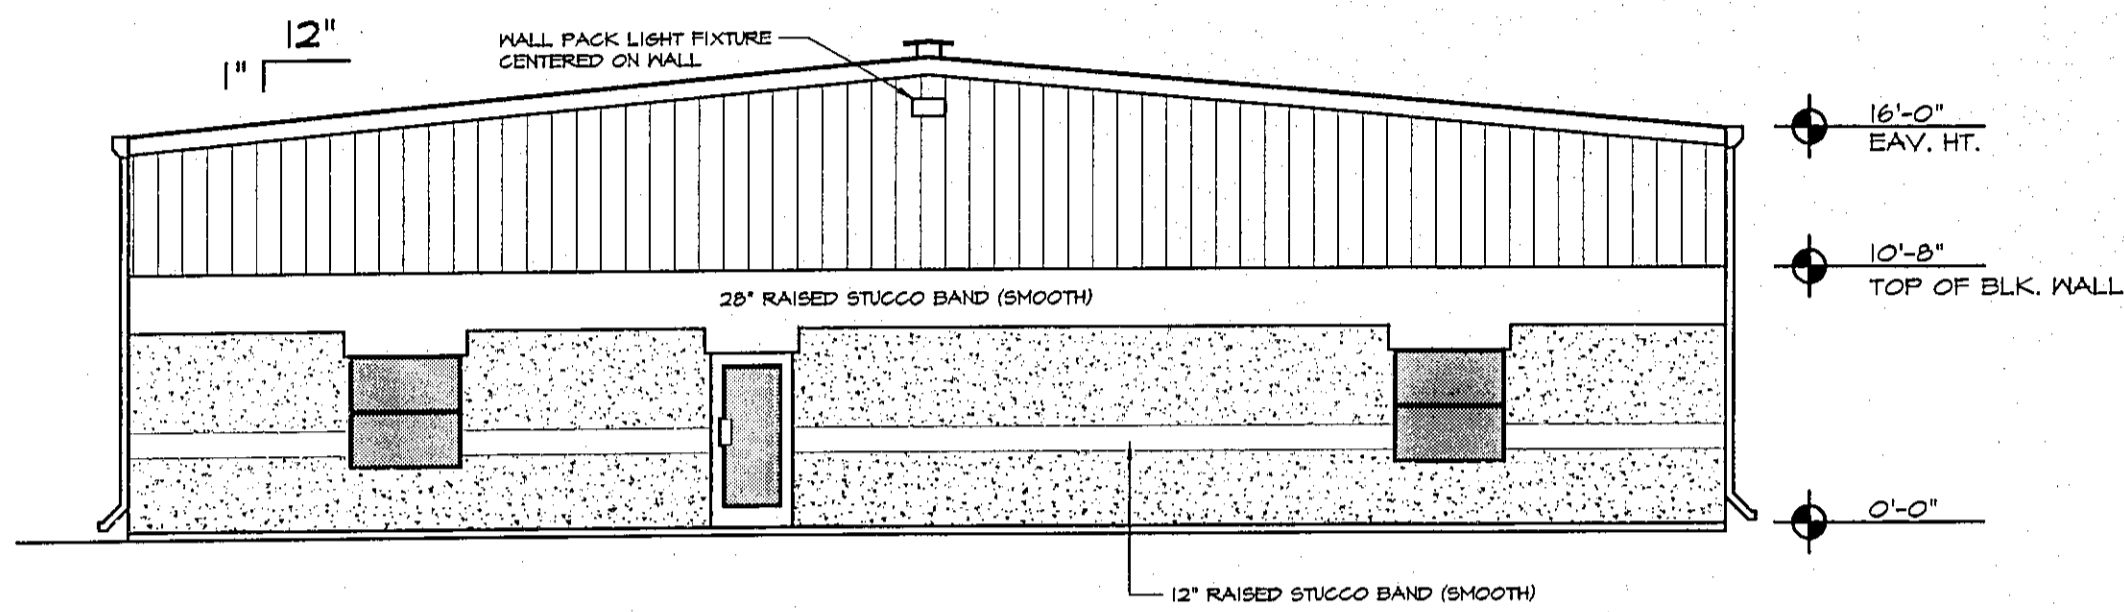 12"
1"
WALL PACK LIGHT FIXTURE
CENTERED ON WALL
16'-0"
EAV. HT.
10'-8"
TOP OF BLK. WALL
28" RAISED STUCCO BAND (SMOOTH)
0'-0"
12" RAISED STUCCO BAND (SMOOTH)